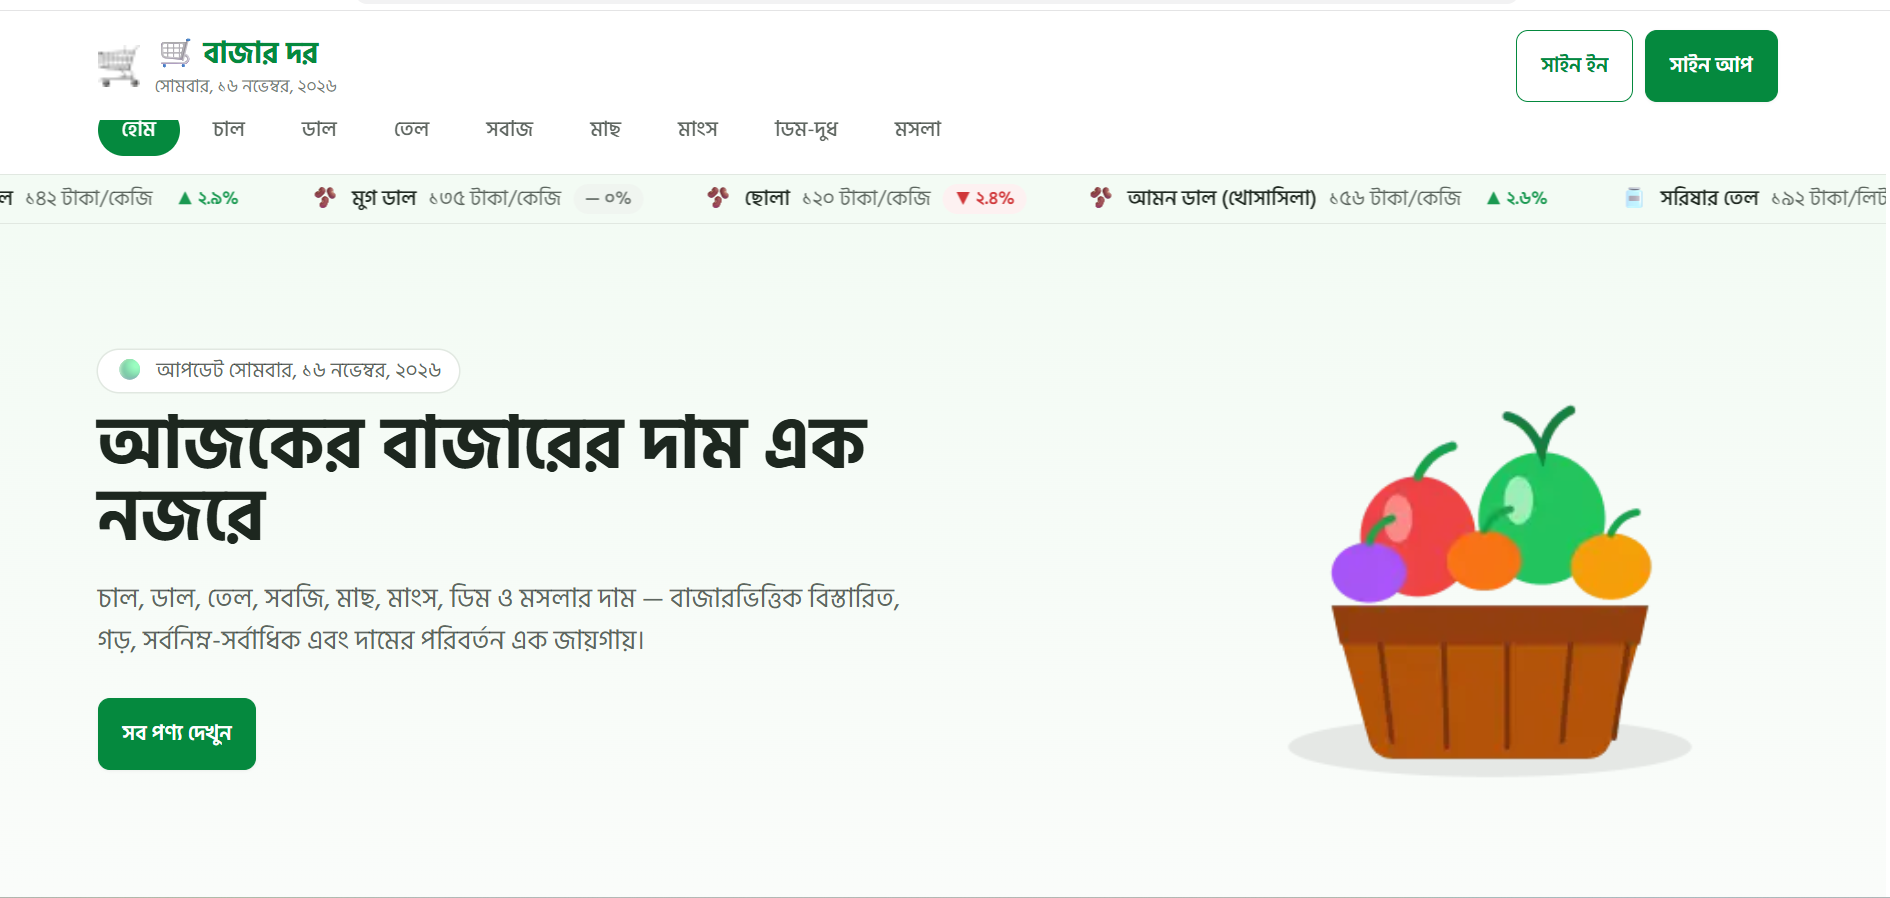 বাজার দর
সোমবার, ১৬ নভেম্বর, ২০২৬
সাইন ইন
সাইন আপ
হোম চাল ডাল তেল সবজি মাছ মাংস ডিম-দুধ মসলা
ল ১৪২ টাকা/কেজি ▲ ২.৯% মুগ ডাল ১৩৫ টাকা/কেজি — ০% ছোলা ১২০ টাকা/কেজি ▼ ২.৪% আমন ডাল (খোসাসিলা) ১৫৬ টাকা/কেজি ▲ ২.৬% সরিষার তেল ১৯২ টাকা/লিট
আপডেট সোমবার, ১৬ নভেম্বর, ২০২৬
আজকের বাজারের দাম এক
নজরে
চাল, ডাল, তেল, সবজি, মাছ, মাংস, ডিম ও মসলার দাম — বাজারভিত্তিক বিস্তারিত,
গড়, সর্বনিম্ন-সর্বাধিক এবং দামের পরিবর্তন এক জায়গায়।
সব পণ্য দেখুন